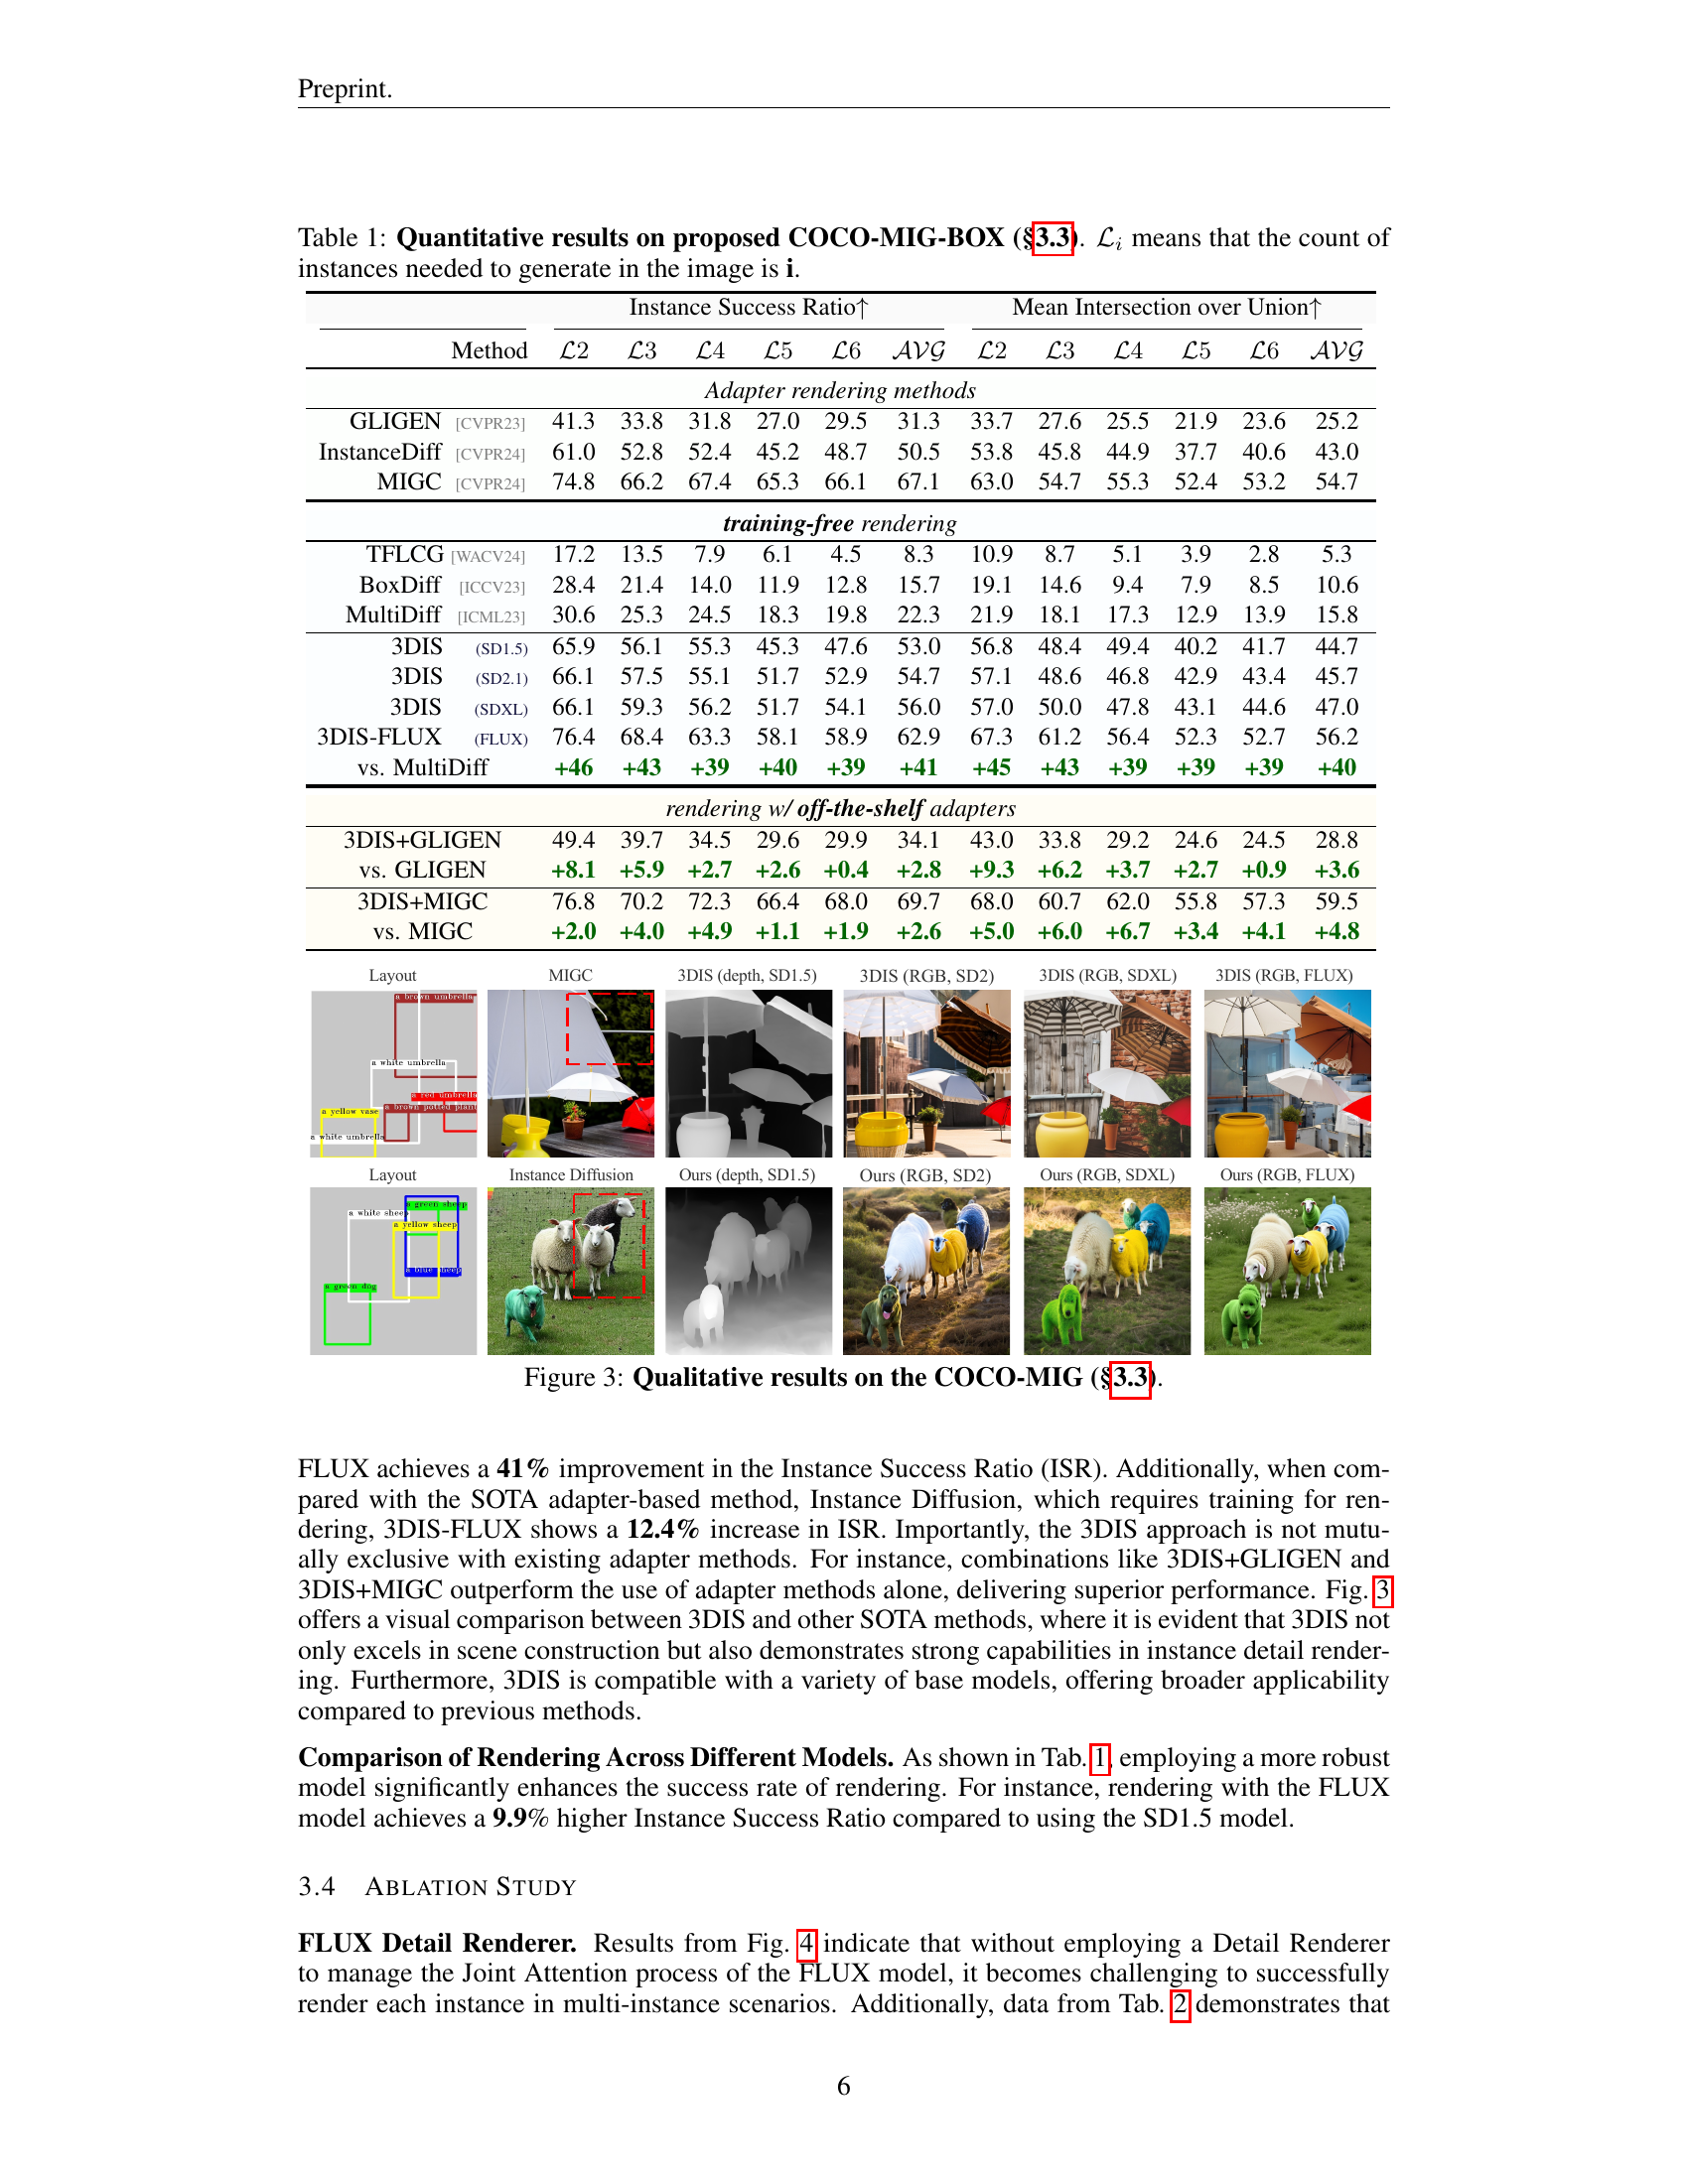 Preprint.
Table 1: Quantitative results on proposed COCO-MIG-BOX (§3.3). ℒi means that the count of
instances needed to generate in the image is i.
Instance Success Ratio↑ Mean Intersection over Union↑
Method ℒ2 ℒ3 ℒ4 ℒ5 ℒ6 𝒜𝒱𝒢 ℒ2 ℒ3 ℒ4 ℒ5 ℒ6 𝒜𝒱𝒢
Adapter rendering methods
GLIGEN [CVPR23] 41.3 33.8 31.8 27.0 29.5 31.3 33.7 27.6 25.5 21.9 23.6 25.2
InstanceDiff [CVPR24] 61.0 52.8 52.4 45.2 48.7 50.5 53.8 45.8 44.9 37.7 40.6 43.0
MIGC [CVPR24] 74.8 66.2 67.4 65.3 66.1 67.1 63.0 54.7 55.3 52.4 53.2 54.7
training-free rendering
TFLCG [WACV24] 17.2 13.5 7.9 6.1 4.5 8.3 10.9 8.7 5.1 3.9 2.8 5.3
BoxDiff [ICCV23] 28.4 21.4 14.0 11.9 12.8 15.7 19.1 14.6 9.4 7.9 8.5 10.6
MultiDiff [ICML23] 30.6 25.3 24.5 18.3 19.8 22.3 21.9 18.1 17.3 12.9 13.9 15.8
3DIS (SD1.5) 65.9 56.1 55.3 45.3 47.6 53.0 56.8 48.4 49.4 40.2 41.7 44.7
3DIS (SD2.1) 66.1 57.5 55.1 51.7 52.9 54.7 57.1 48.6 46.8 42.9 43.4 45.7
3DIS (SDXL) 66.1 59.3 56.2 51.7 54.1 56.0 57.0 50.0 47.8 43.1 44.6 47.0
3DIS-FLUX (FLUX) 76.4 68.4 63.3 58.1 58.9 62.9 67.3 61.2 56.4 52.3 52.7 56.2
vs. MultiDiff +46 +43 +39 +40 +39 +41 +45 +43 +39 +39 +39 +40
rendering w/ off-the-shelf adapters
3DIS+GLIGEN 49.4 39.7 34.5 29.6 29.9 34.1 43.0 33.8 29.2 24.6 24.5 28.8
vs. GLIGEN +8.1 +5.9 +2.7 +2.6 +0.4 +2.8 +9.3 +6.2 +3.7 +2.7 +0.9 +3.6
3DIS+MIGC 76.8 70.2 72.3 66.4 68.0 69.7 68.0 60.7 62.0 55.8 57.3 59.5
vs. MIGC +2.0 +4.0 +4.9 +1.1 +1.9 +2.6 +5.0 +6.0 +6.7 +3.4 +4.1 +4.8
Layout MIGC 3DIS (depth, SD1.5) 3DIS (RGB, SD2) 3DIS (RGB, SDXL) 3DIS (RGB, FLUX)
a brown umbrella
a white umbrella
a red umbrella
a brown potted plant
a yellow vase
a white umbrella
Layout Instance Diffusion Ours (depth, SD1.5) Ours (RGB, SD2) Ours (RGB, SDXL) Ours (RGB, FLUX)
a green sheep
a white sheep
a yellow sheep
a green dog
Figure 3: Qualitative results on the COCO-MIG (§3.3).
FLUX achieves a 41% improvement in the Instance Success Ratio (ISR). Additionally, when com-
pared with the SOTA adapter-based method, Instance Diffusion, which requires training for ren-
dering, 3DIS-FLUX shows a 12.4% increase in ISR. Importantly, the 3DIS approach is not mutu-
ally exclusive with existing adapter methods. For instance, combinations like 3DIS+GLIGEN and
3DIS+MIGC outperform the use of adapter methods alone, delivering superior performance. Fig. 3
offers a visual comparison between 3DIS and other SOTA methods, where it is evident that 3DIS not
only excels in scene construction but also demonstrates strong capabilities in instance detail render-
ing. Furthermore, 3DIS is compatible with a variety of base models, offering broader applicability
compared to previous methods.
Comparison of Rendering Across Different Models. As shown in Tab. 1, employing a more robust
model significantly enhances the success rate of rendering. For instance, rendering with the FLUX
model achieves a 9.9% higher Instance Success Ratio compared to using the SD1.5 model.
3.4 ABLATION STUDY
FLUX Detail Renderer. Results from Fig. 4 indicate that without employing a Detail Renderer
to manage the Joint Attention process of the FLUX model, it becomes challenging to successfully
render each instance in multi-instance scenarios. Additionally, data from Tab. 2 demonstrates that
6